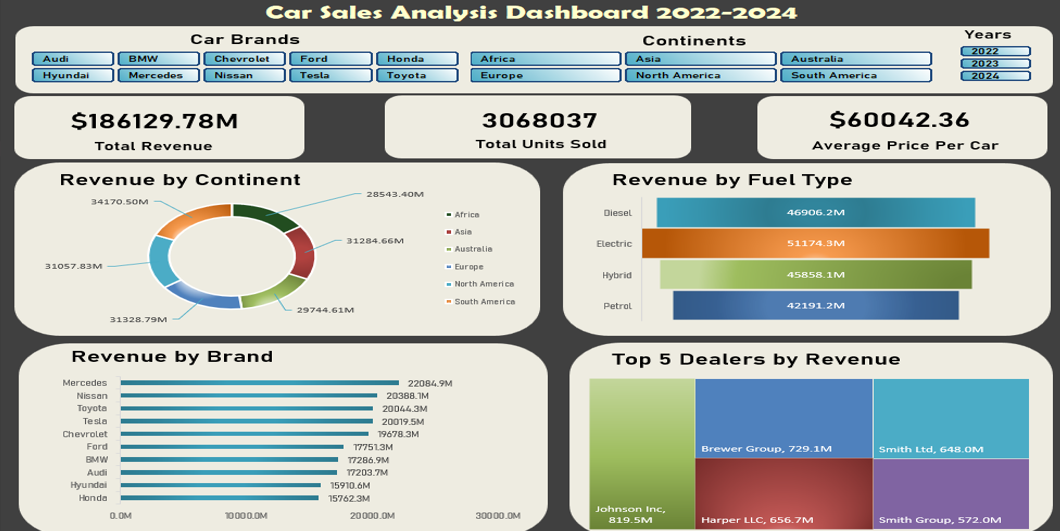 Car Sales Analysis Dashboard 2022-2024
Car Brands
Audi BMW Chevrolet Ford Honda
Hyundai Mercedes Nissan Tesla Toyota
Continents
Africa Asia Australia
Europe North America South America
Years
2022
2023
2024
$186129.78M
Total Revenue
3068037
Total Units Sold
$60042.36
Average Price Per Car
Revenue by Continent
34170.50M
28543.40M
31284.66M
31057.83M
29744.61M
31328.79M
Africa
Asia
Australia
Europe
North America
South America
Revenue by Fuel Type
Diesel 46906.2M
Electric 51174.3M
Hybrid 45858.1M
Petrol 42191.2M
Revenue by Brand
Mercedes 22084.9M
Nissan 20388.1M
Toyota 20044.3M
Tesla 20019.5M
Chevrolet 19678.3M
Ford 17751.3M
BMW 17286.9M
Audi 17203.7M
Hyundai 15910.6M
Honda 15762.3M
0.0M 10000.0M 20000.0M 30000.0M
Top 5 Dealers by Revenue
Johnson Inc,
819.5M
Brewer Group, 729.1M
Smith Ltd, 648.0M
Harper LLC, 656.7M
Smith Group, 572.0M